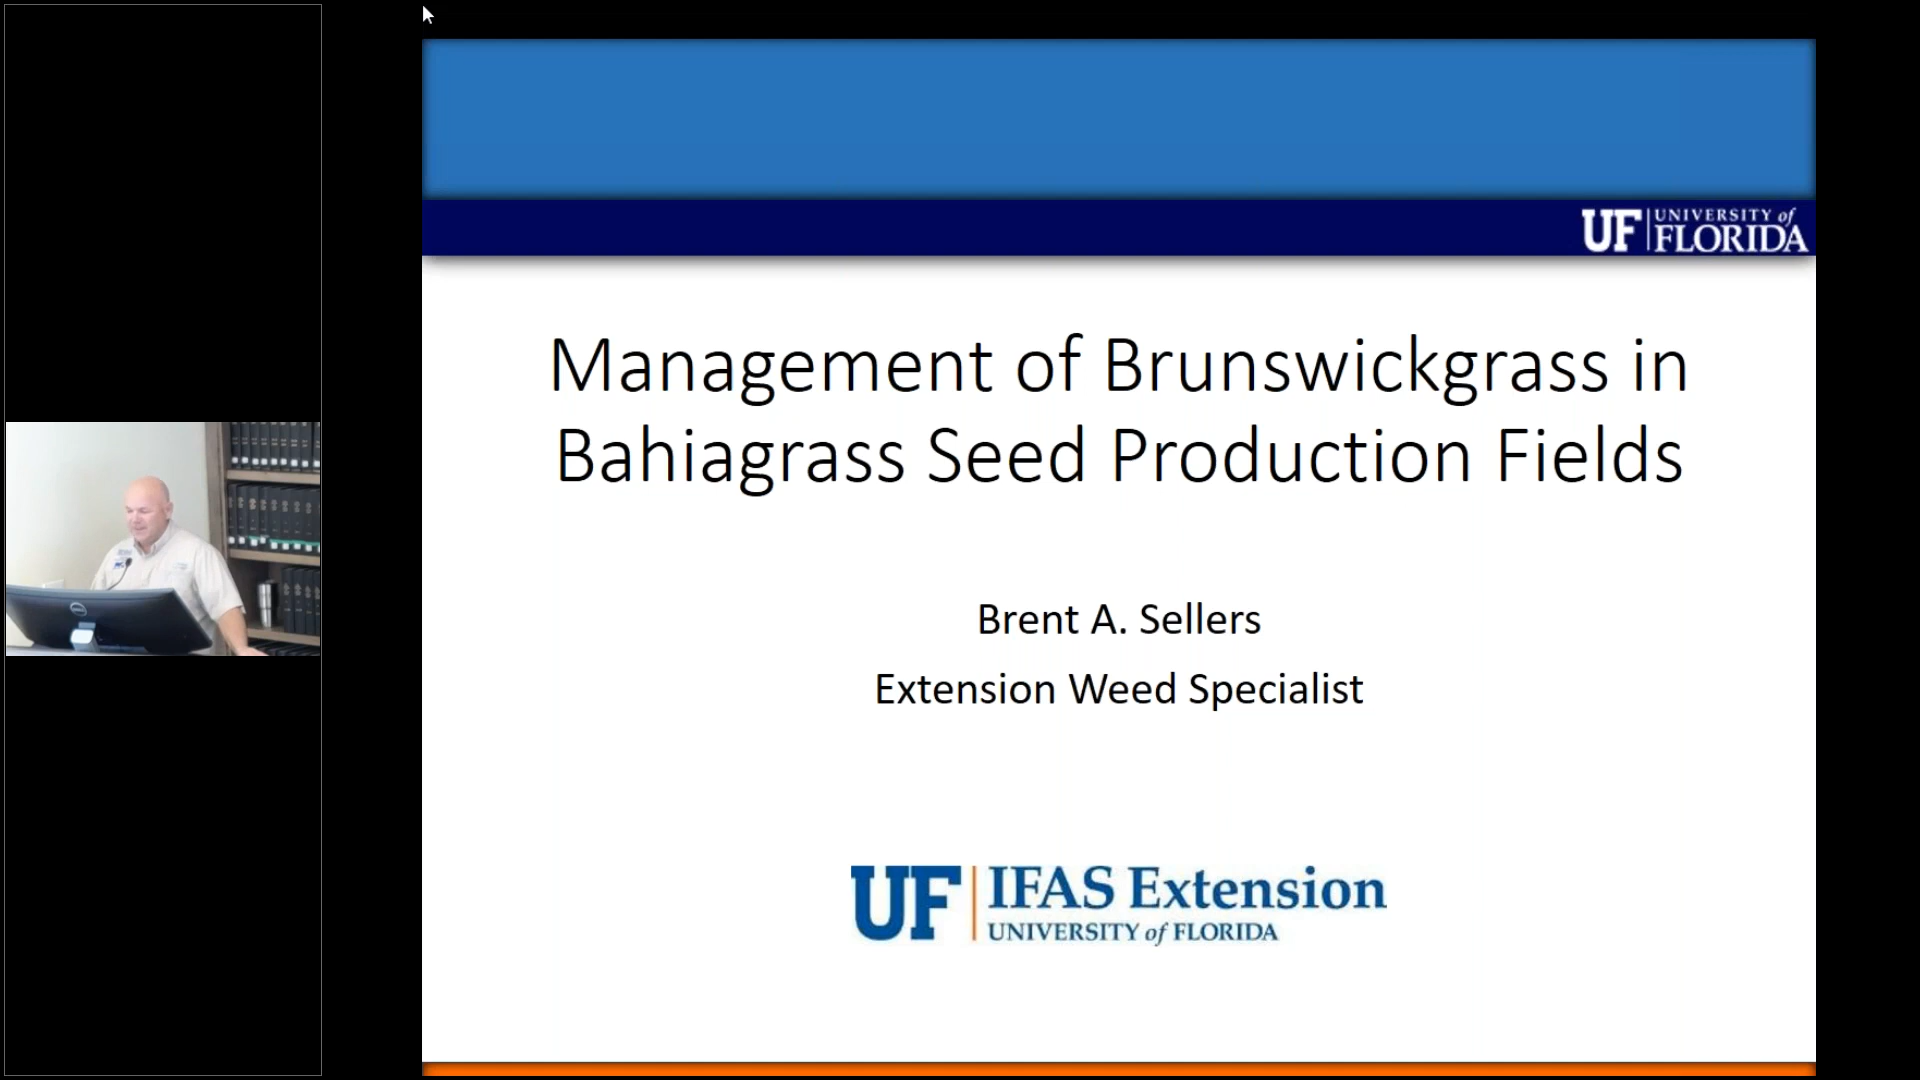 UF UNIVERSITY of
FLORIDA
Management of Brunswickgrass in
Bahiagrass Seed Production Fields
Brent A. Sellers
Extension Weed Specialist
UF IFAS Extension
UNIVERSITY of FLORIDA